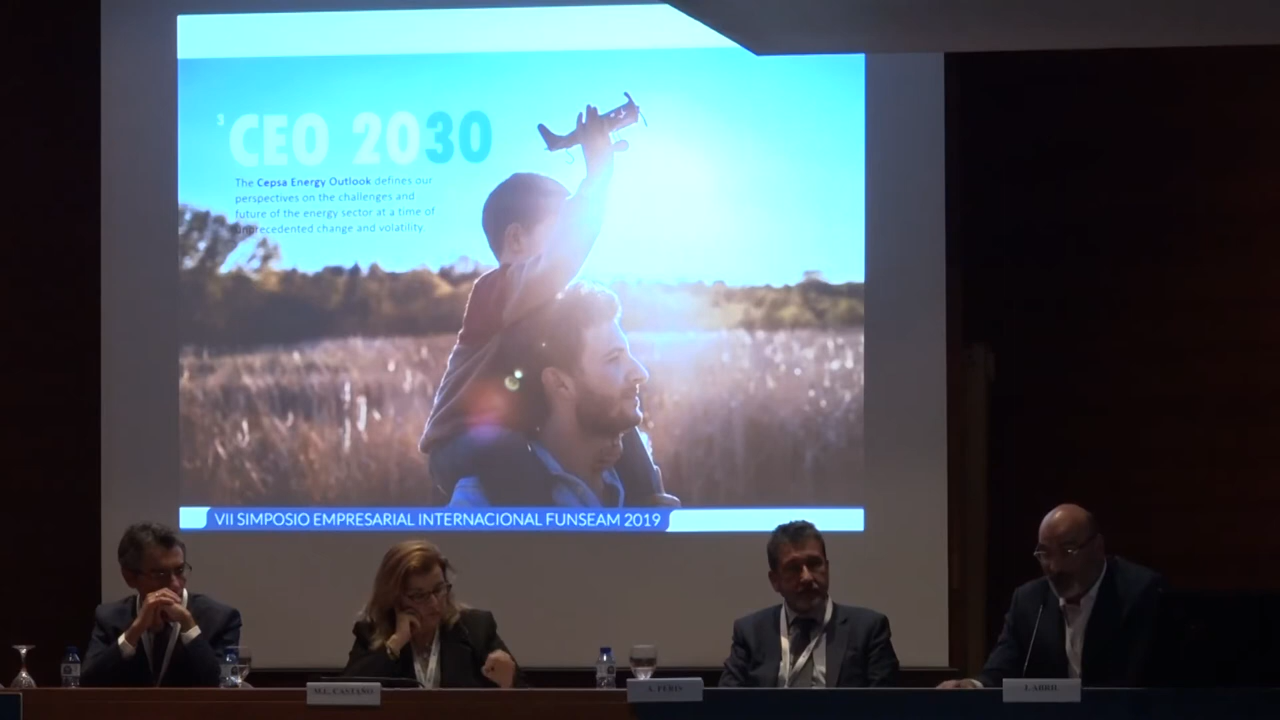 CEO 2030
The Cepsa Energy Outlook defines our
perspectives on the challenges and
future of the energy sector at a time of
unprecedented change and volatility.
VII SIMPOSIO EMPRESARIAL INTERNACIONAL FUNSEAM 2019
M.L. CASTAÑO
A. PERIS
J. ABRIL